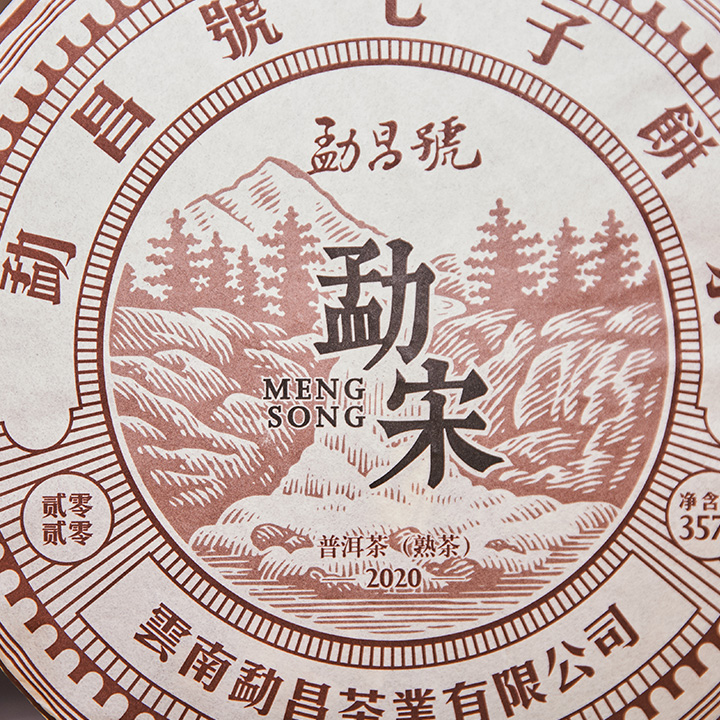 勐昌號七子餅
勐昌號
勐宋
MENG
SONG
贰零
贰零
净含
357
普洱茶（熟茶）
2020
雲南勐昌茶業有限公司